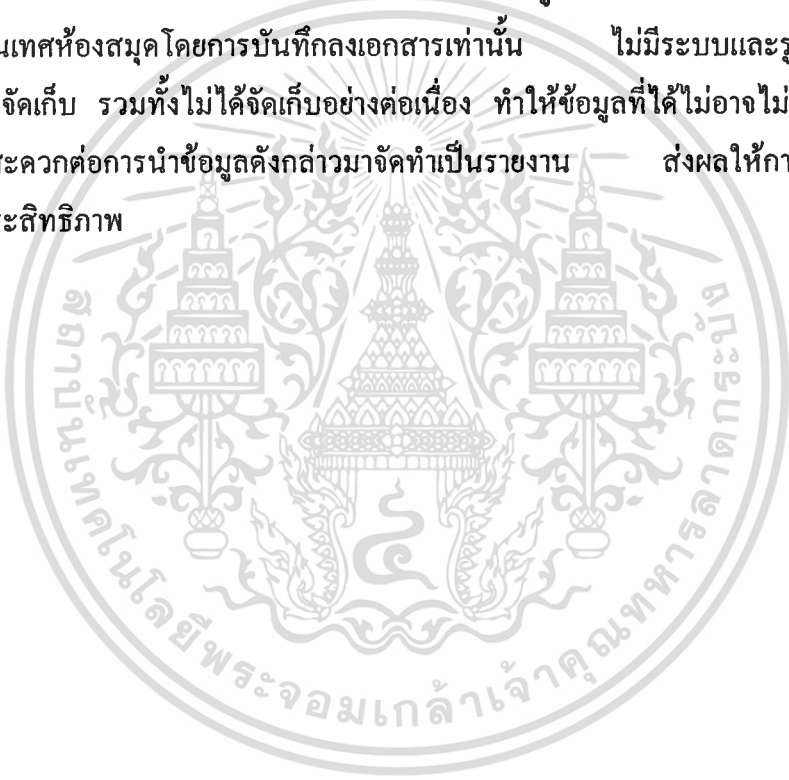 นเทศห้องสมุดโดยการบันทึกลงเอกสารเท่านั้น ไม่มีระบบและรู
จัดเก็บ รวมทั้งไม่ได้จัดเก็บอย่างต่อเนื่อง ทำให้ข้อมูลที่ได้ไม่อาจไม่
สะดวกต่อการนำข้อมูลดังกล่าวมาจัดทำเป็นรายงาน ส่งผลให้กา
ระสิทธิภาพ
สถาบันเทคโนโลยีพระจอมเกล้าเจ้าคุณทหารลาดกระบัง